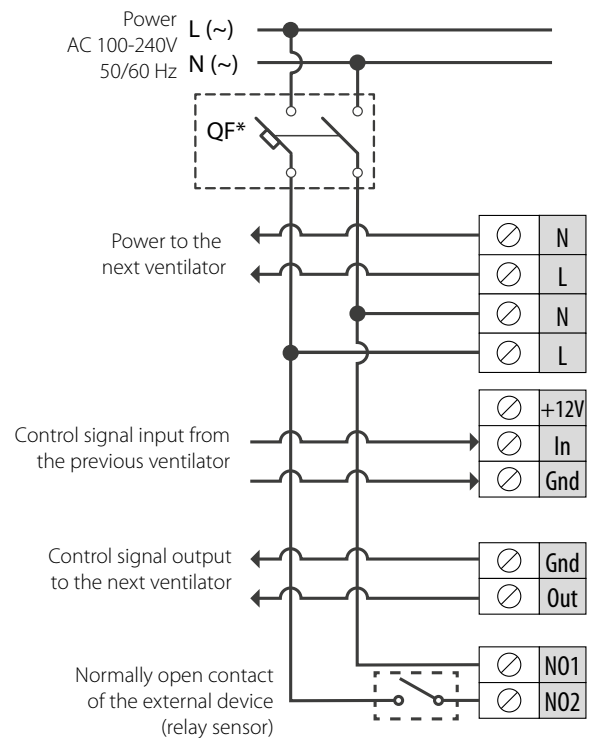 Power
AC 100-240V
50/60 Hz
L (~)
N (~)
QF*
Power to the
next ventilator
N
L
N
L
+12V
Control signal input from
the previous ventilator
In
Gnd
Control signal output
to the next ventilator
Gnd
Out
Normally open contact
of the external device
(relay sensor)
NO1
NO2